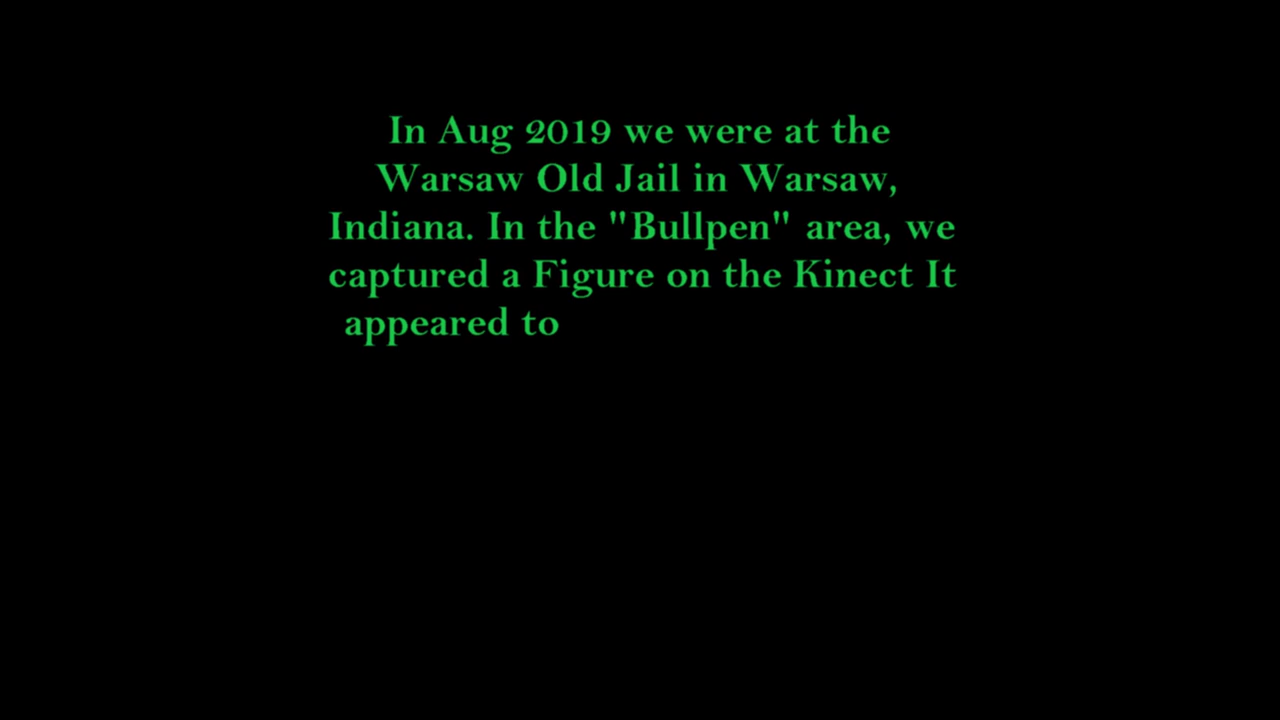 In Aug 2019 we were at the
Warsaw Old Jail in Warsaw,
Indiana. In the "Bullpen" area, we
captured a Figure on the Kinect It
appeared to